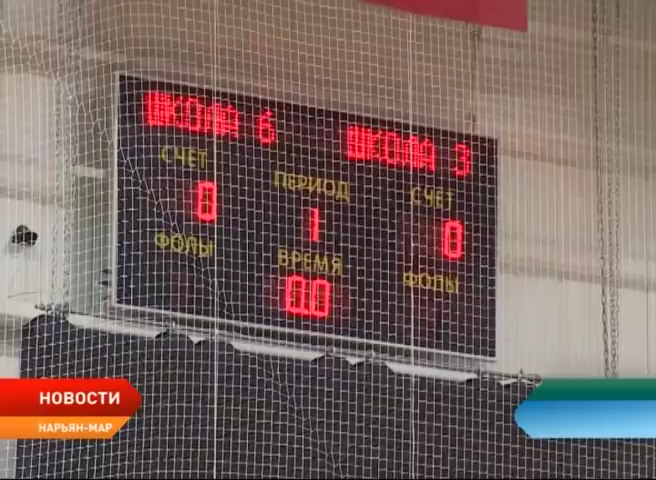 ШКОЛА 6 ШКОЛА 3
СЧЕТ ПЕРИОД СЧЕТ
0 1 0
ФОЛЫ ВРЕМЯ ФОЛЫ
0.0
НОВОСТИ
НАРЬЯН-МАР